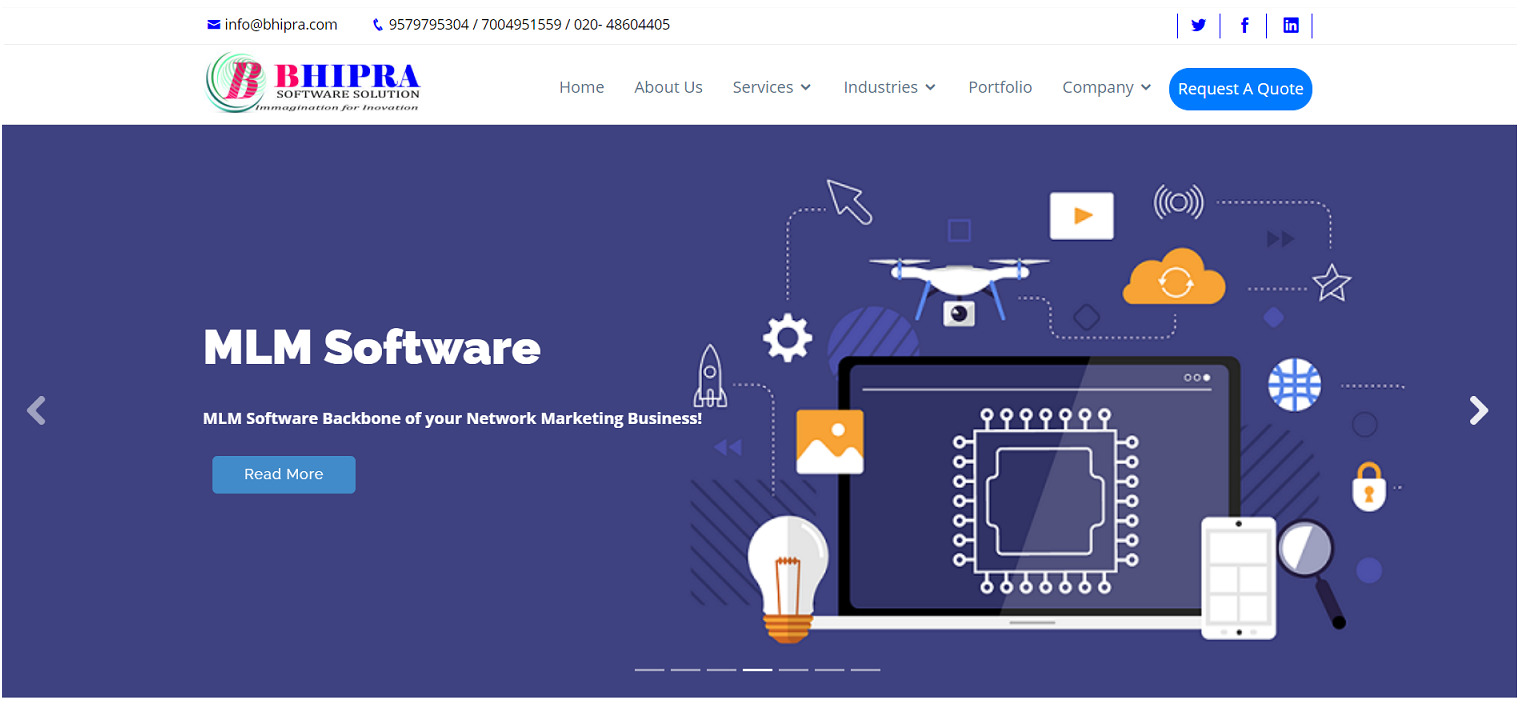 info@bhipra.com 9579795304 / 7004951559 / 020- 48604405
BHIPRA
SOFTWARE SOLUTION
Immagination for Inovation
Home About Us Services Industries Portfolio Company Request A Quote
MLM Software
MLM Software Backbone of your Network Marketing Business!
Read More